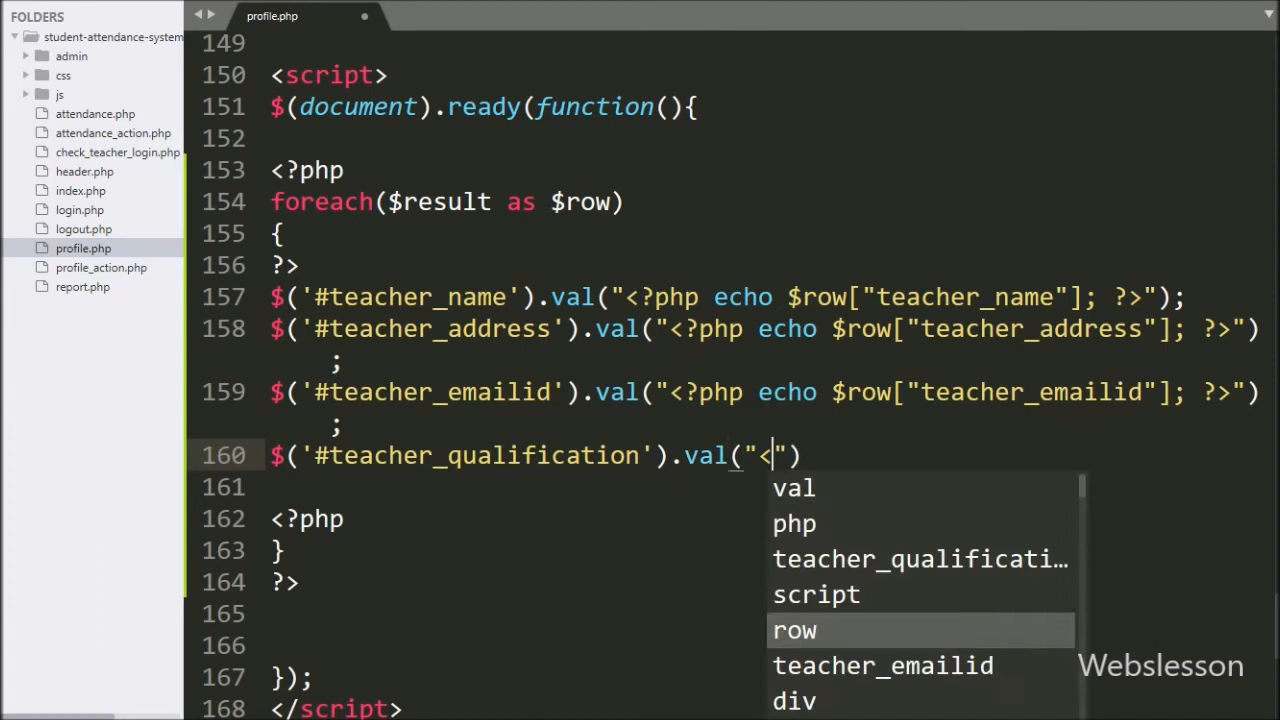 FOLDERS
student-attendance-system
admin
css
js
attendance.php
attendance_action.php
check_teacher_login.php
header.php
index.php
login.php
logout.php
profile.php
profile_action.php
report.php
profile.php
149
150 <script>
151 $(document).ready(function(){
152
153 <?php
154 foreach($result as $row)
155 {
156 ?>
157 $('#teacher_name').val("<?php echo $row["teacher_name"]; ?>");
158 $('#teacher_address').val("<?php echo $row["teacher_address"]; ?>")
;
159 $('#teacher_emailid').val("<?php echo $row["teacher_emailid"]; ?>")
;
160 $('#teacher_qualification').val("<")
161
162 <?php
163 }
164 ?>
165
166
167 });
168 </script>
val
php
teacher_qualificati…
script
row
teacher_emailid
div
Webslesson